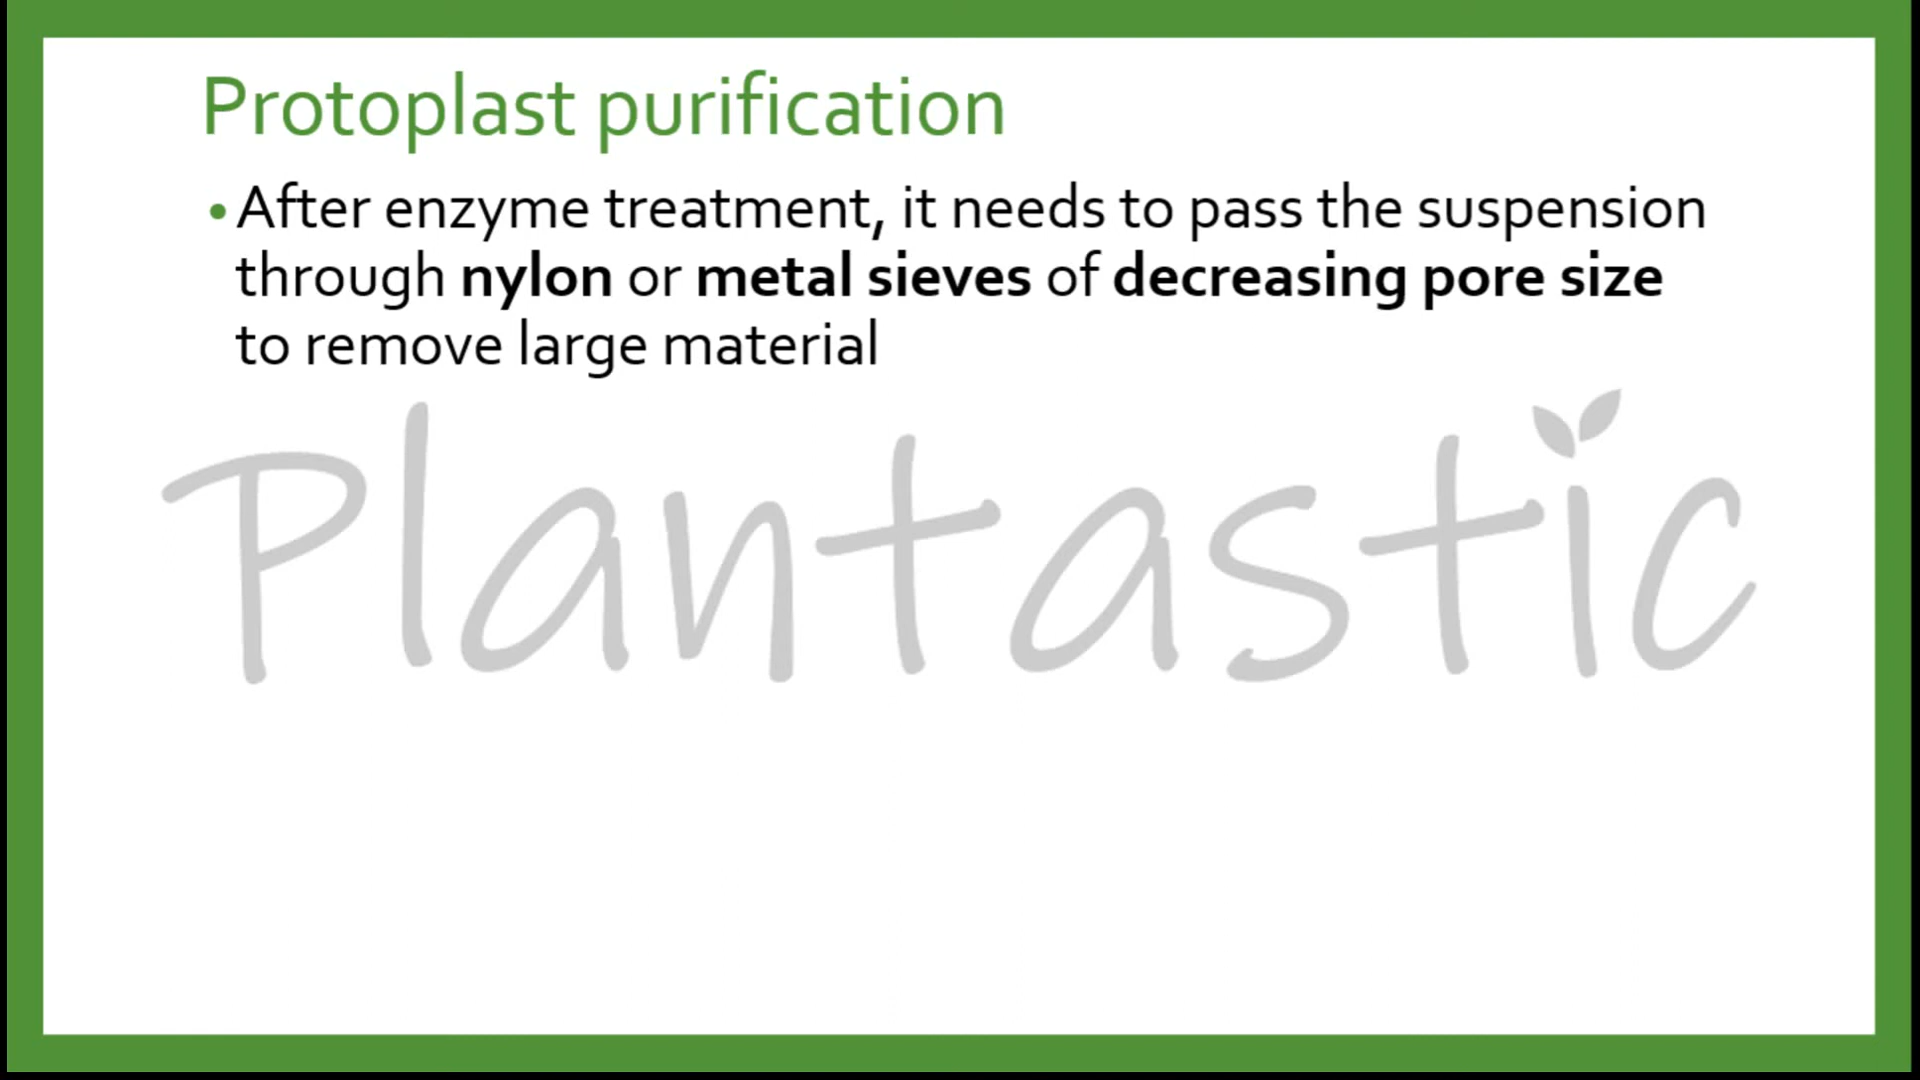 Protoplast purification
• After enzyme treatment, it needs to pass the suspension
through nylon or metal sieves of decreasing pore size
to remove large material
Plantastic